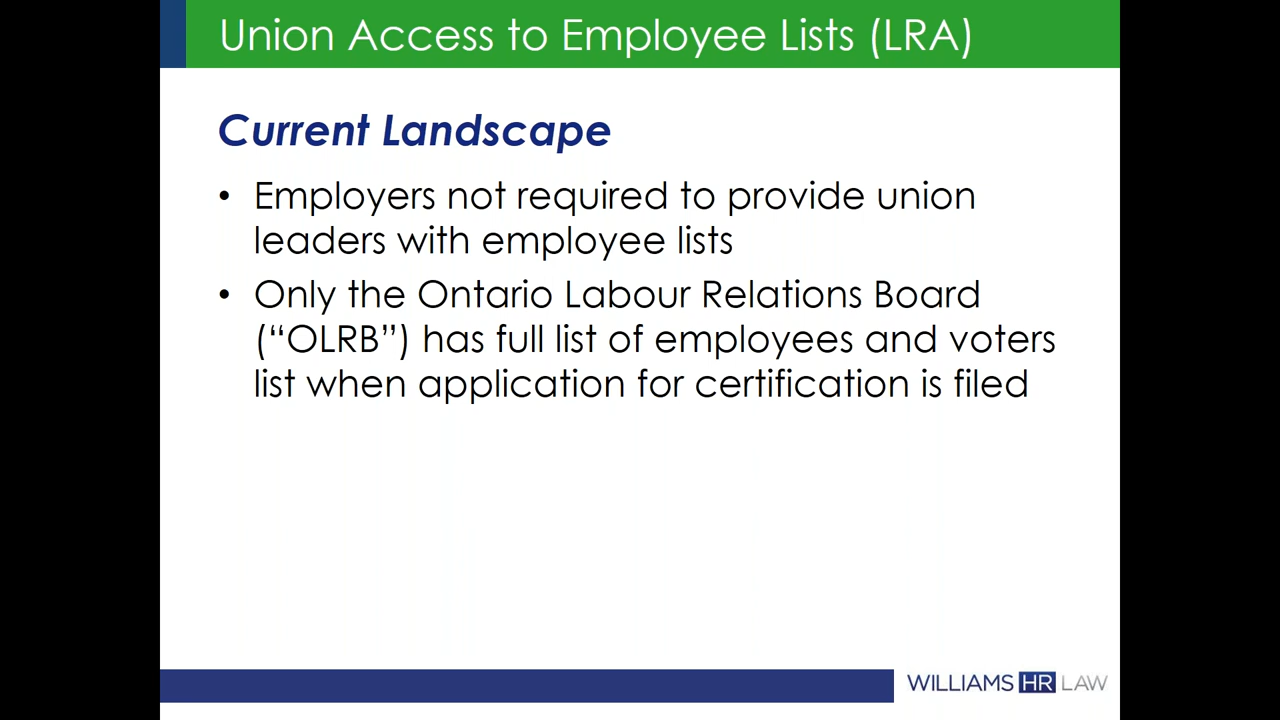 Union Access to Employee Lists (LRA)
Current Landscape
• Employers not required to provide union
leaders with employee lists
• Only the Ontario Labour Relations Board
(“OLRB”) has full list of employees and voters
list when application for certification is filed
WILLIAMS HR LAW